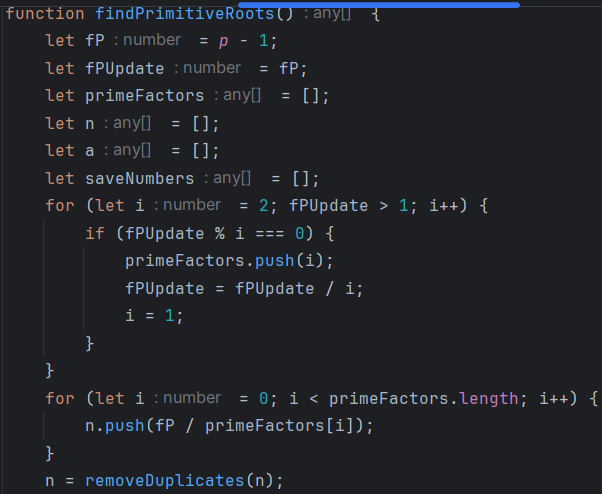 function findPrimitiveRoots() : any[] {
let fP : number = p - 1;
let fPUpdate : number = fP;
let primeFactors : any[] = [];
let n : any[] = [];
let a : any[] = [];
let saveNumbers : any[] = [];
for (let i : number = 2; fPUpdate > 1; i++) {
if (fPUpdate % i === 0) {
primeFactors.push(i);
fPUpdate = fPUpdate / i;
i = 1;
}
}
for (let i : number = 0; i < primeFactors.length; i++) {
n.push(fP / primeFactors[i]);
}
n = removeDuplicates(n);